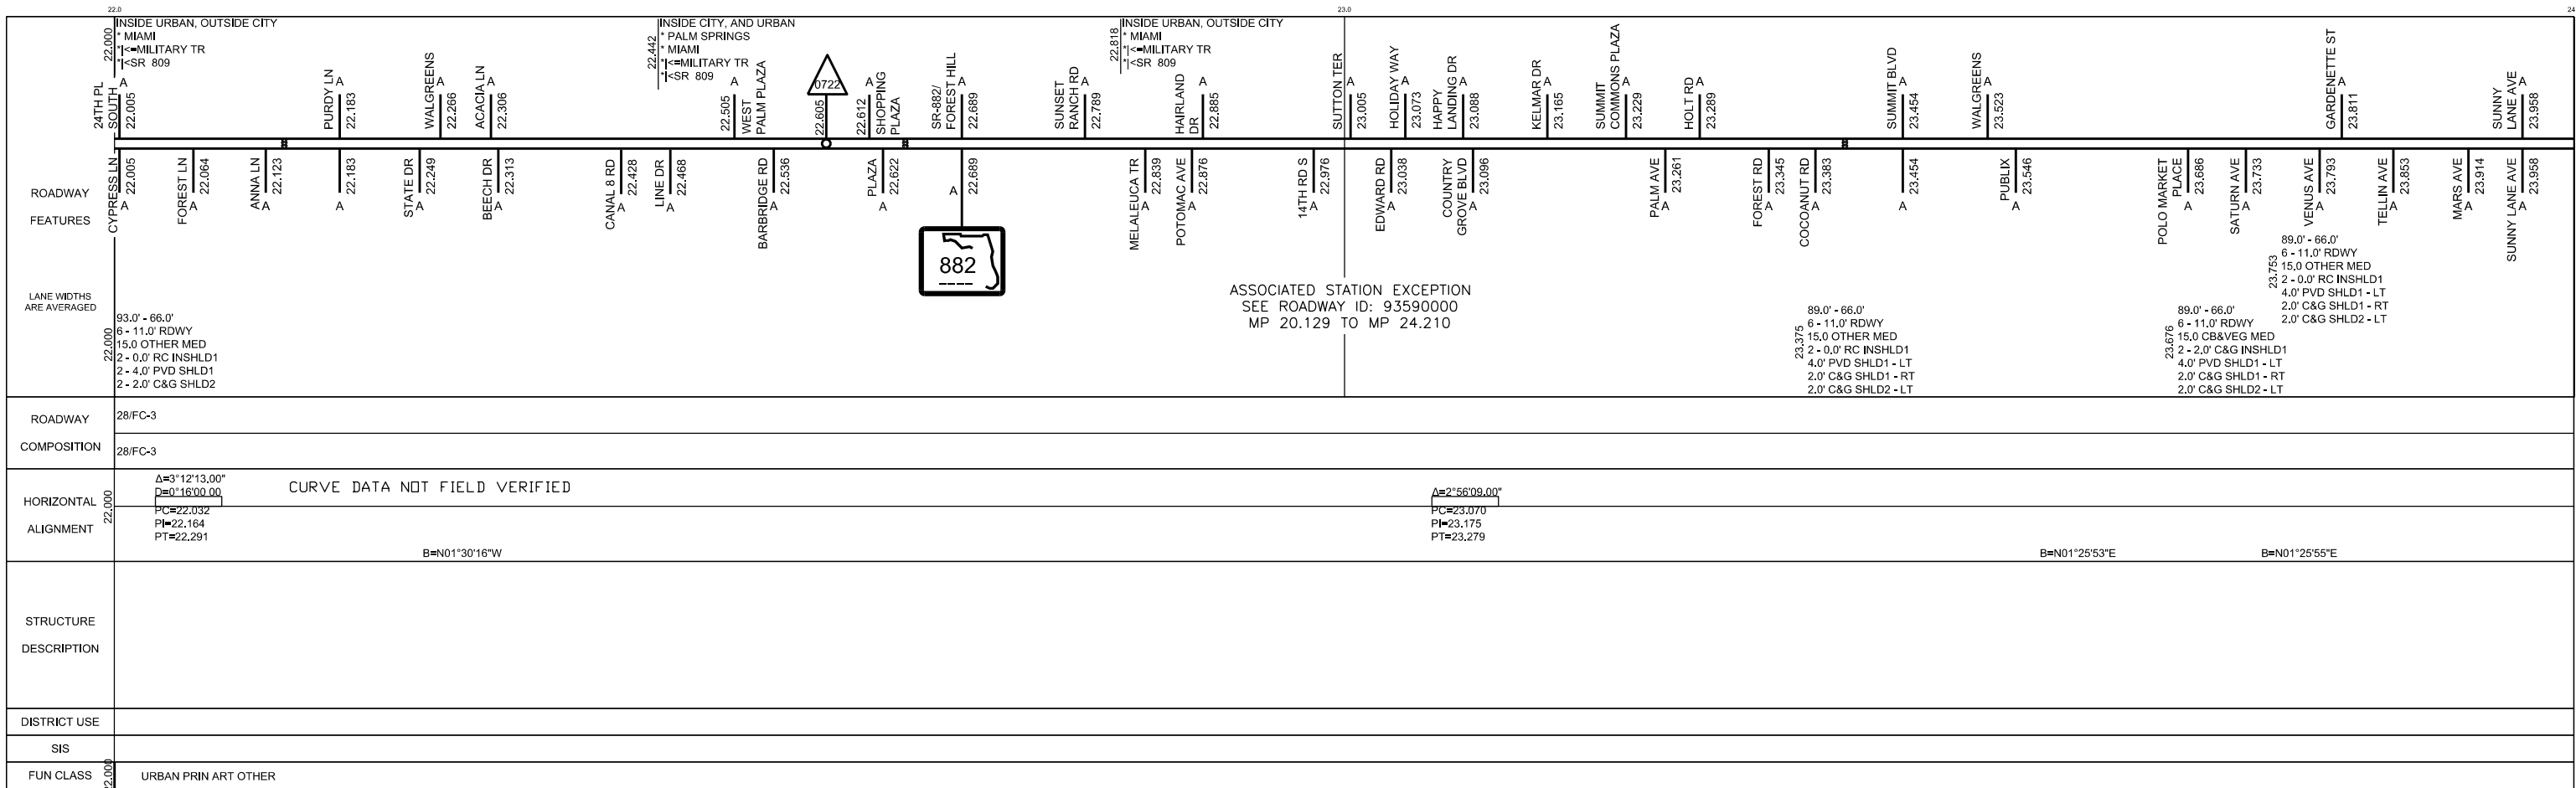 22.0
23.0
24
22.000
INSIDE URBAN, OUTSIDE CITY
* MIAMI
*|<=MILITARY TR
*|<SR 809
22.442
INSIDE CITY, AND URBAN
* PALM SPRINGS
* MIAMI
*|<=MILITARY TR
*|<SR 809
22.818
INSIDE URBAN, OUTSIDE CITY
* MIAMI
*|<=MILITARY TR
*|<SR 809
24TH PL
SOUTH A
22.005
PURDY LN A
22.183
WALGREENS A
22.266
ACACIA LN A
22.306
A
22.505
WEST
PALM PLAZA
0722
22.605
22.612 A
SHOPPING
PLAZA
SR-882/
FOREST HILL A
22.689
SUNSET
RANCH RD A
22.789
HAIRLAND
DR A
22.885
SUTTON TER A
23.005
HOLIDAY WAY A
23.073
HAPPY
LANDING DR A
23.088
KELMAR DR A
23.165
SUMMIT
COMMONS PLAZA A
23.229
HOLT RD A
23.289
SUMMIT BLVD A
23.454
WALGREENS A
23.523
GARDENETTE ST A
23.811
SUNNY
LANE AVE A
23.958
ROADWAY
FEATURES
CYPRESS LN A
22.005
FOREST LN A
22.064
ANNA LN A
22.123
A
22.183
STATE DR A
22.249
BEECH DR A
22.313
CANAL 8 RD A
22.428
LINE DR A
22.468
BARBRIDGE RD A
22.536
PLAZA A
22.622
A
22.689
882
MELALEUCA TR A
22.839
POTOMAC AVE A
22.876
14TH RD S A
22.976
EDWARD RD A
23.038
COUNTRY
GROVE BLVD A
23.096
PALM AVE A
23.261
FOREST RD A
23.345
COCOANUT RD A
23.383
A
23.454
PUBLIX A
23.546
POLO MARKET
PLACE A
23.686
SATURN AVE A
23.733
VENUS AVE A
23.793
TELLIN AVE A
23.853
MARS AVE A
23.914
SUNNY LANE AVE A
23.958
LANE WIDTHS
ARE AVERAGED
22.000
93.0' - 66.0'
6 - 11.0' RDWY
15.0 OTHER MED
2 - 0.0' RC INSHLD1
2 - 4.0' PVD SHLD1
2 - 2.0' C&G SHLD2
ASSOCIATED STATION EXCEPTION
SEE ROADWAY ID: 93590000
MP 20.129 TO MP 24.210
23.375
89.0' - 66.0'
6 - 11.0' RDWY
15.0 OTHER MED
2 - 0.0' RC INSHLD1
4.0' PVD SHLD1 - LT
2.0' C&G SHLD1 - RT
2.0' C&G SHLD2 - LT
23.676
89.0' - 66.0'
6 - 11.0' RDWY
15.0 CB&VEG MED
2 - 2.0' C&G INSHLD1
4.0' PVD SHLD1 - LT
2.0' C&G SHLD1 - RT
2.0' C&G SHLD2 - LT
23.753
89.0' - 66.0'
6 - 11.0' RDWY
15.0 OTHER MED
2 - 0.0' RC INSHLD1
4.0' PVD SHLD1 - LT
2.0' C&G SHLD1 - RT
2.0' C&G SHLD2 - LT
ROADWAY
COMPOSITION
28/FC-3
28/FC-3
HORIZONTAL
ALIGNMENT
22.000
Δ=3°12'13.00"
D=0°16'00.00
PC=22.032
PI=22.164
PT=22.291
CURVE DATA NOT FIELD VERIFIED
B=N01°30'16"W
Δ=2°56'09.00"
PC=23.070
PI=23.175
PT=23.279
B=N01°25'53"E
B=N01°25'55"E
STRUCTURE
DESCRIPTION
DISTRICT USE
SIS
FUN CLASS
22.000
URBAN PRIN ART OTHER